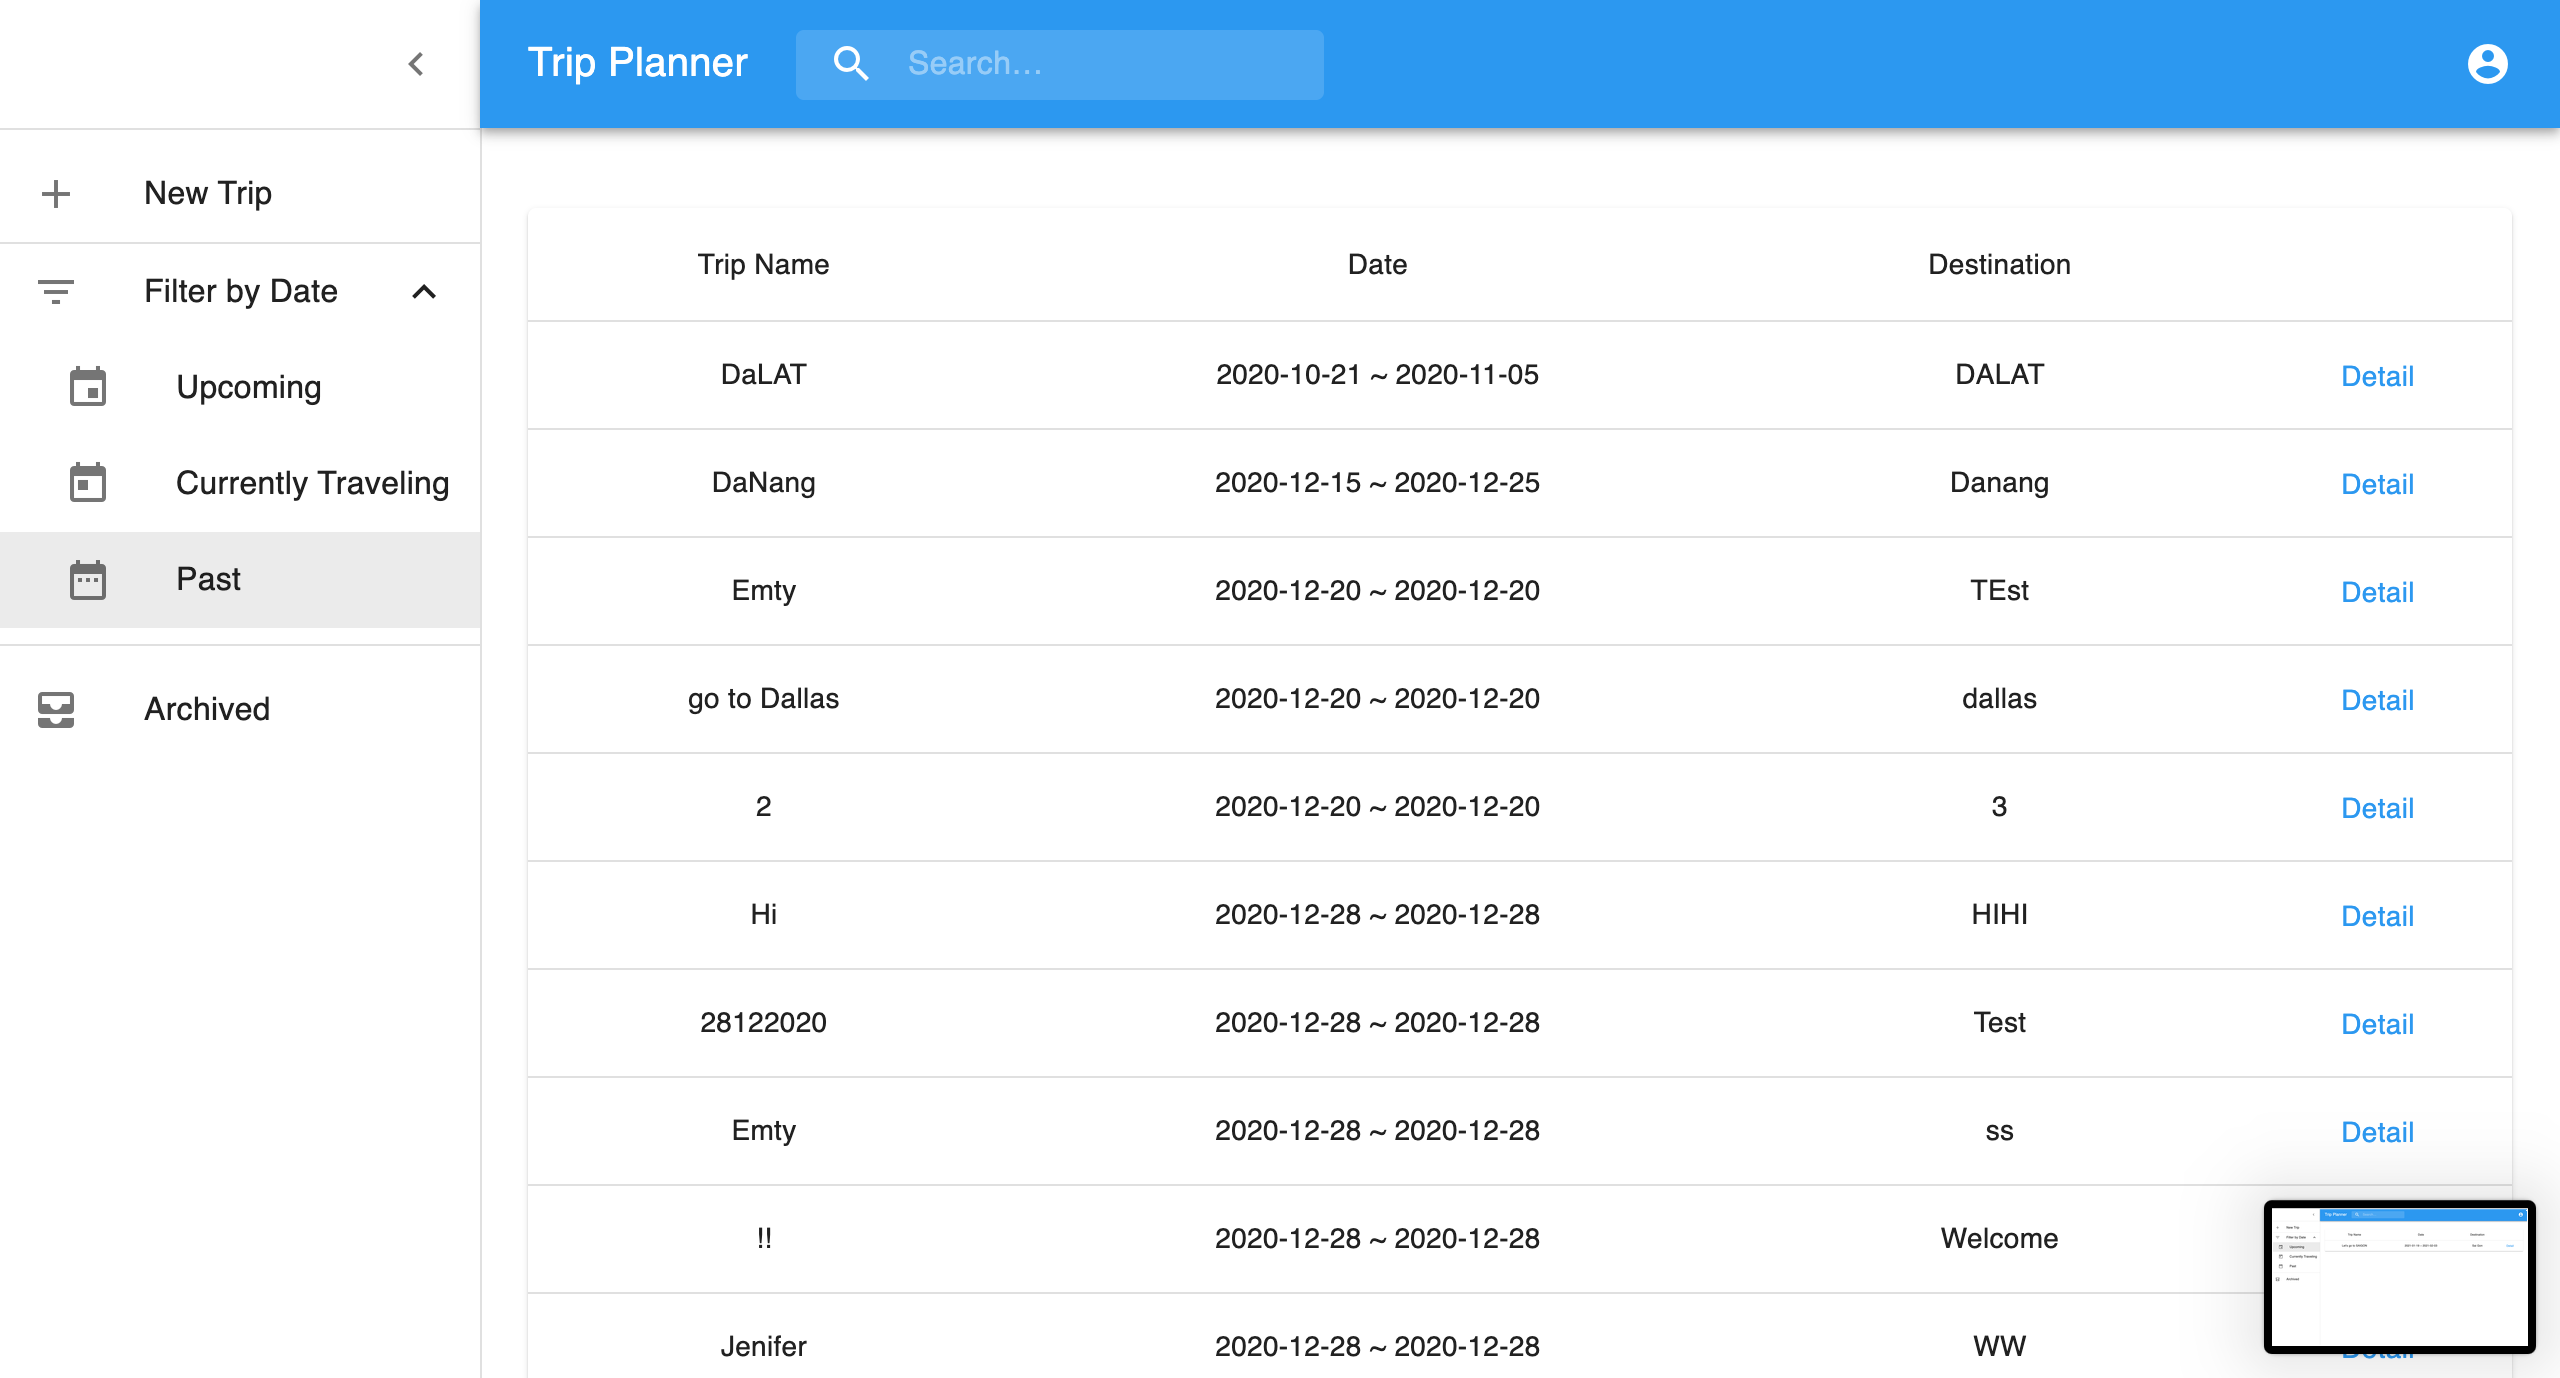 Trip Planner
Search...
New Trip
Filter by Date
Upcoming
Currently Traveling
Past
Archived
Trip Name Date Destination
DaLAT 2020-10-21 ~ 2020-11-05 DALAT Detail
DaNang 2020-12-15 ~ 2020-12-25 Danang Detail
Emty 2020-12-20 ~ 2020-12-20 TEst Detail
go to Dallas 2020-12-20 ~ 2020-12-20 dallas Detail
2 2020-12-20 ~ 2020-12-20 3 Detail
Hi 2020-12-28 ~ 2020-12-28 HIHI Detail
28122020 2020-12-28 ~ 2020-12-28 Test Detail
Emty 2020-12-28 ~ 2020-12-28 ss Detail
!! 2020-12-28 ~ 2020-12-28 Welcome
Jenifer 2020-12-28 ~ 2020-12-28 WW